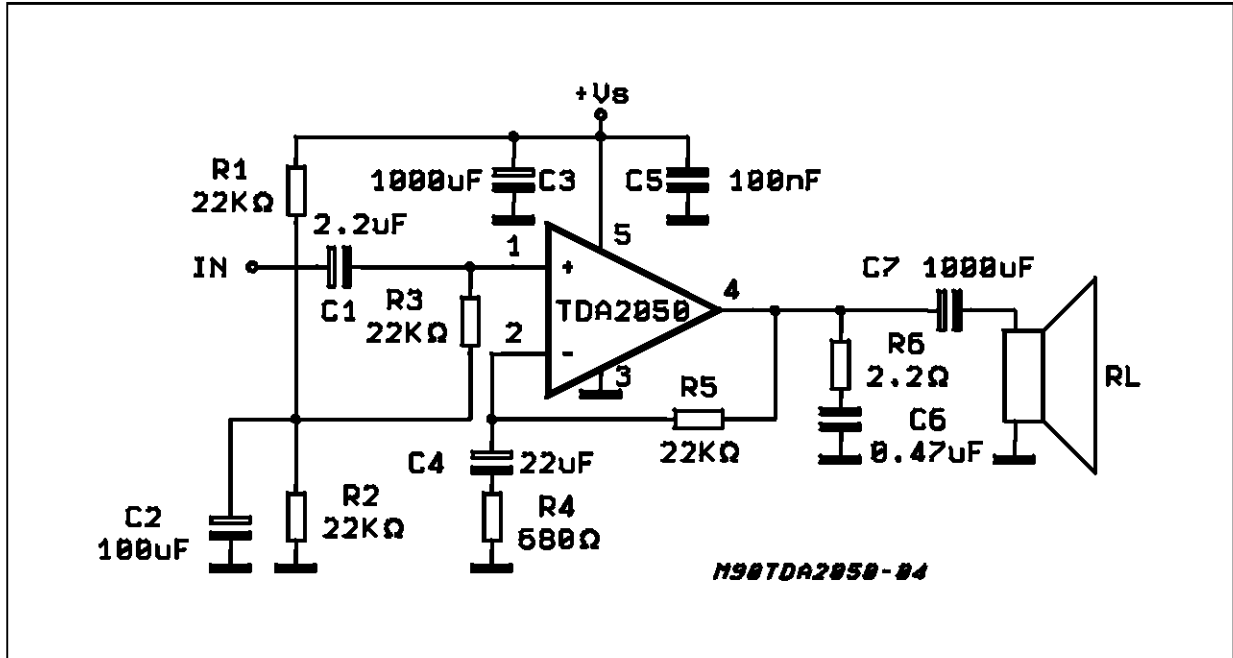 +Vs
R1
22KΩ
1000uF
C3
C5
100nF
2.2uF
IN
C1
R3
22KΩ
1
+
5
TDA2050
2
-
3
4
C7 1000uF
R5
22KΩ
R6
2.2Ω
C6
0.47uF
RL
C4
22uF
R4
680Ω
R2
22KΩ
C2
100uF
M90TDA2050-04